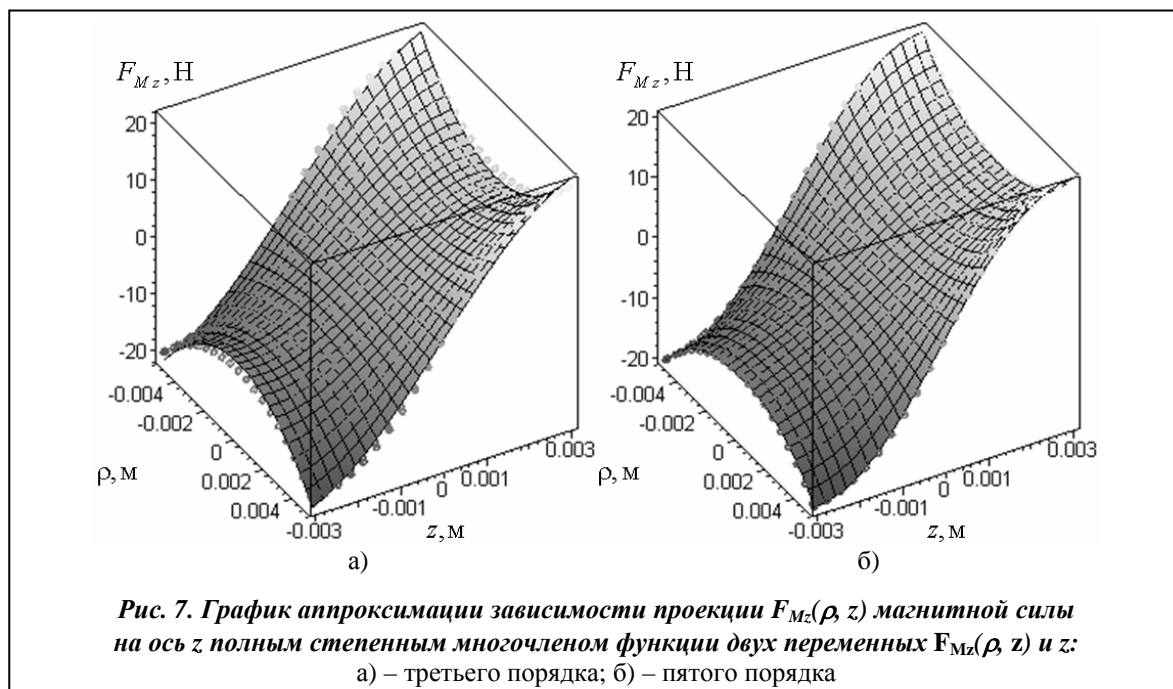 F_{Mz}, Н
20
10
0
-10
-20
-0.004
-0.002
0
0.002
0.004
ρ, м
-0.003
-0.001
0
0.001
0.003
z, м
а)
F_{Mz}, Н
20
10
0
-10
-20
-0.004
-0.002
0
0.002
0.004
ρ, м
-0.003
-0.001
0
0.001
0.003
z, м
б)
Рис. 7. График аппроксимации зависимости проекции F_{Mz}(ρ, z) магнитной силы
на ось z полным степенным многочленом функции двух переменных F_{Mz}(ρ, z) и z:
а) – третьего порядка; б) – пятого порядка